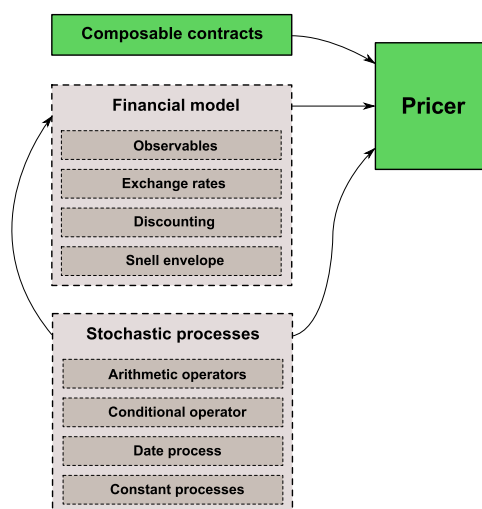 Composable contracts
Pricer
Financial model
Observables
Exchange rates
Discounting
Snell envelope
Stochastic processes
Arithmetic operators
Conditional operator
Date process
Constant processes